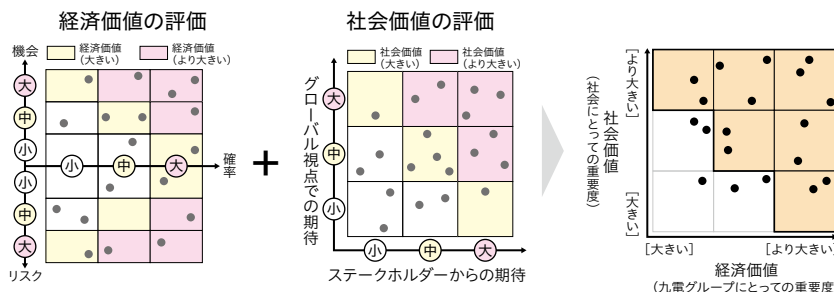 経済価値の評価
機会
経済価値
(大きい)
経済価値
(より大きい)
大
中
小
小
中
大
小
中
大
確率
リスク
+
社会価値の評価
社会価値
(大きい)
社会価値
(より大きい)
グローバル視点での期待
大
中
小
小
中
大
ステークホルダーからの期待
[より大きい]
社会価値
(社会にとっての重要度)
[大きい]
[大きい]
[より大きい]
経済価値
(九電グループにとっての重要度